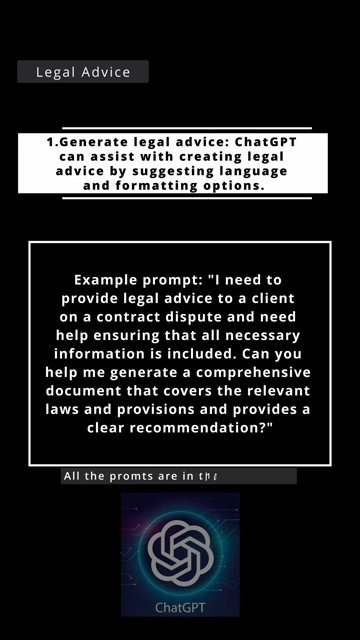 Legal Advice
1.Generate legal advice: ChatGPT
can assist with creating legal
advice by suggesting language
and formatting options.
Example prompt: "I need to
provide legal advice to a client
on a contract dispute and need
help ensuring that all necessary
information is included. Can you
help me generate a comprehensive
document that covers the relevant
laws and provisions and provides a
clear recommendation?"
All the promts are in
ChatGPT